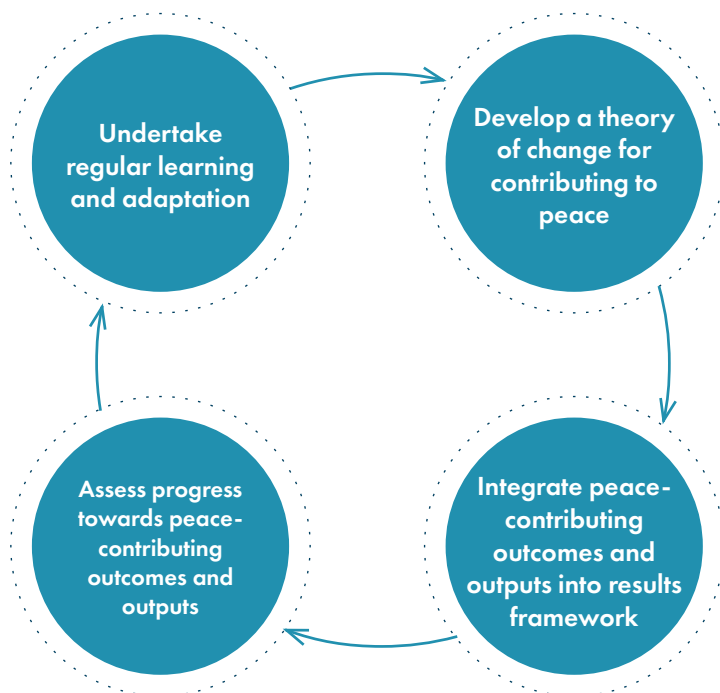 Undertake
regular learning
and adaptation
Develop a theory
of change for
contributing to
peace
Integrate peace-
contributing
outcomes and
outputs into results
framework
Assess progress
towards peace-
contributing
outcomes and
outputs